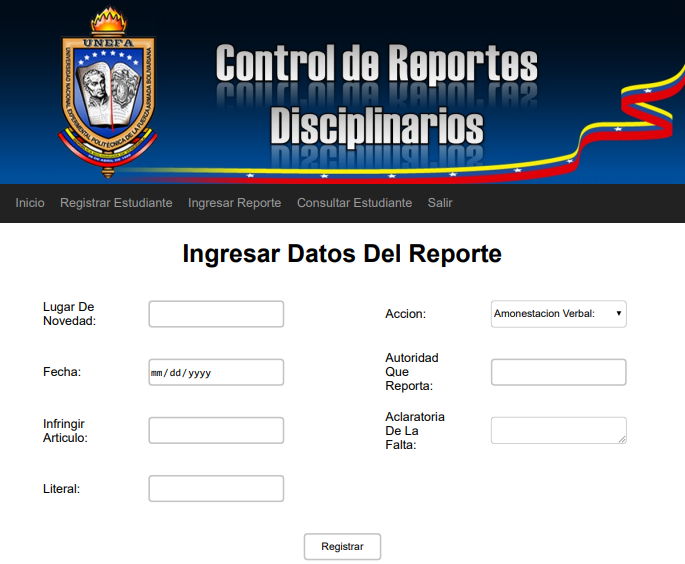 UNEFA
UNIVERSIDAD NACIONAL EXPERIMENTAL POLITÉCNICA DE LA FUERZA ARMADA BOLIVARIANA
Control de Reportes
Disciplinarios
Inicio Registrar Estudiante Ingresar Reporte Consultar Estudiante Salir
Ingresar Datos Del Reporte
Lugar De
Novedad:
Accion:
Amonestacion Verbal:
Fecha:
mm/dd/yyyy
Autoridad
Que
Reporta:
Infringir
Articulo:
Aclaratoria
De La
Falta:
Literal:
Registrar